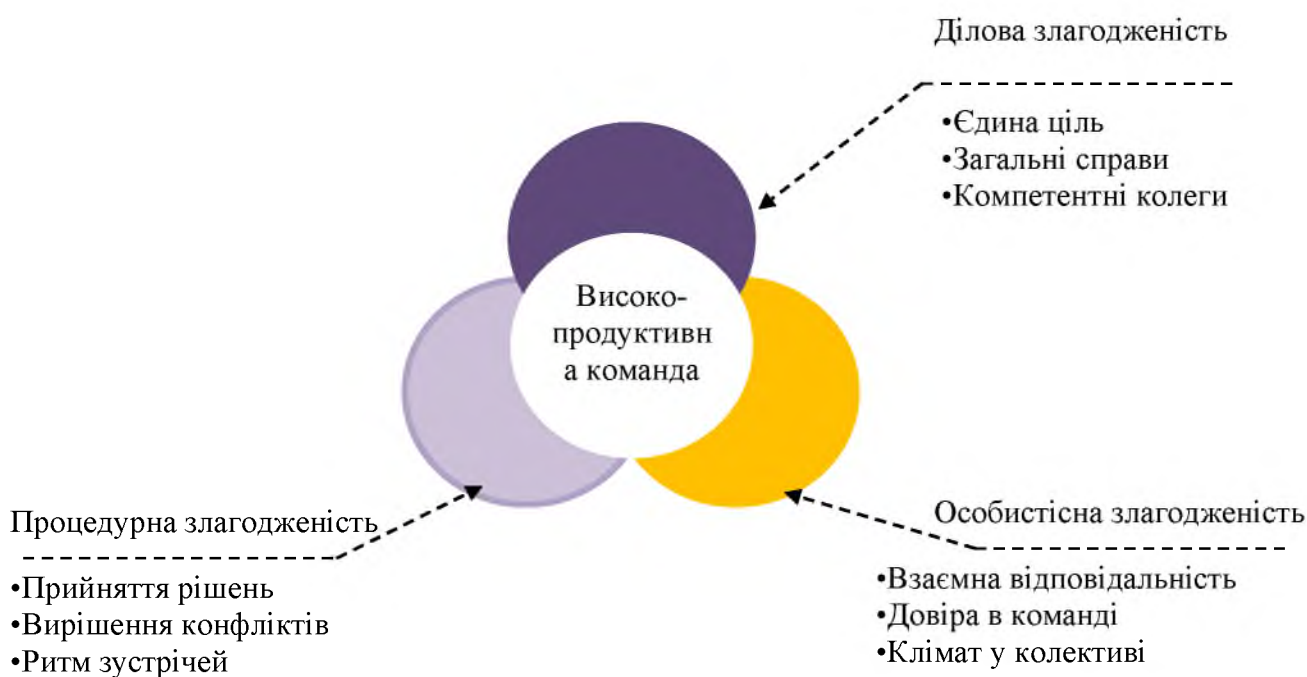 Ділова злагодженість
•Єдина ціль
•Загальні справи
•Компетентні колеги
Високо-
продуктивн
а команда
Процедурна злагодженість
•Прийняття рішень
•Вирішення конфліктів
•Ритм зустрічей
Особистісна злагодженість
•Взаємна відповідальність
•Довіра в команді
•Клімат у колективі